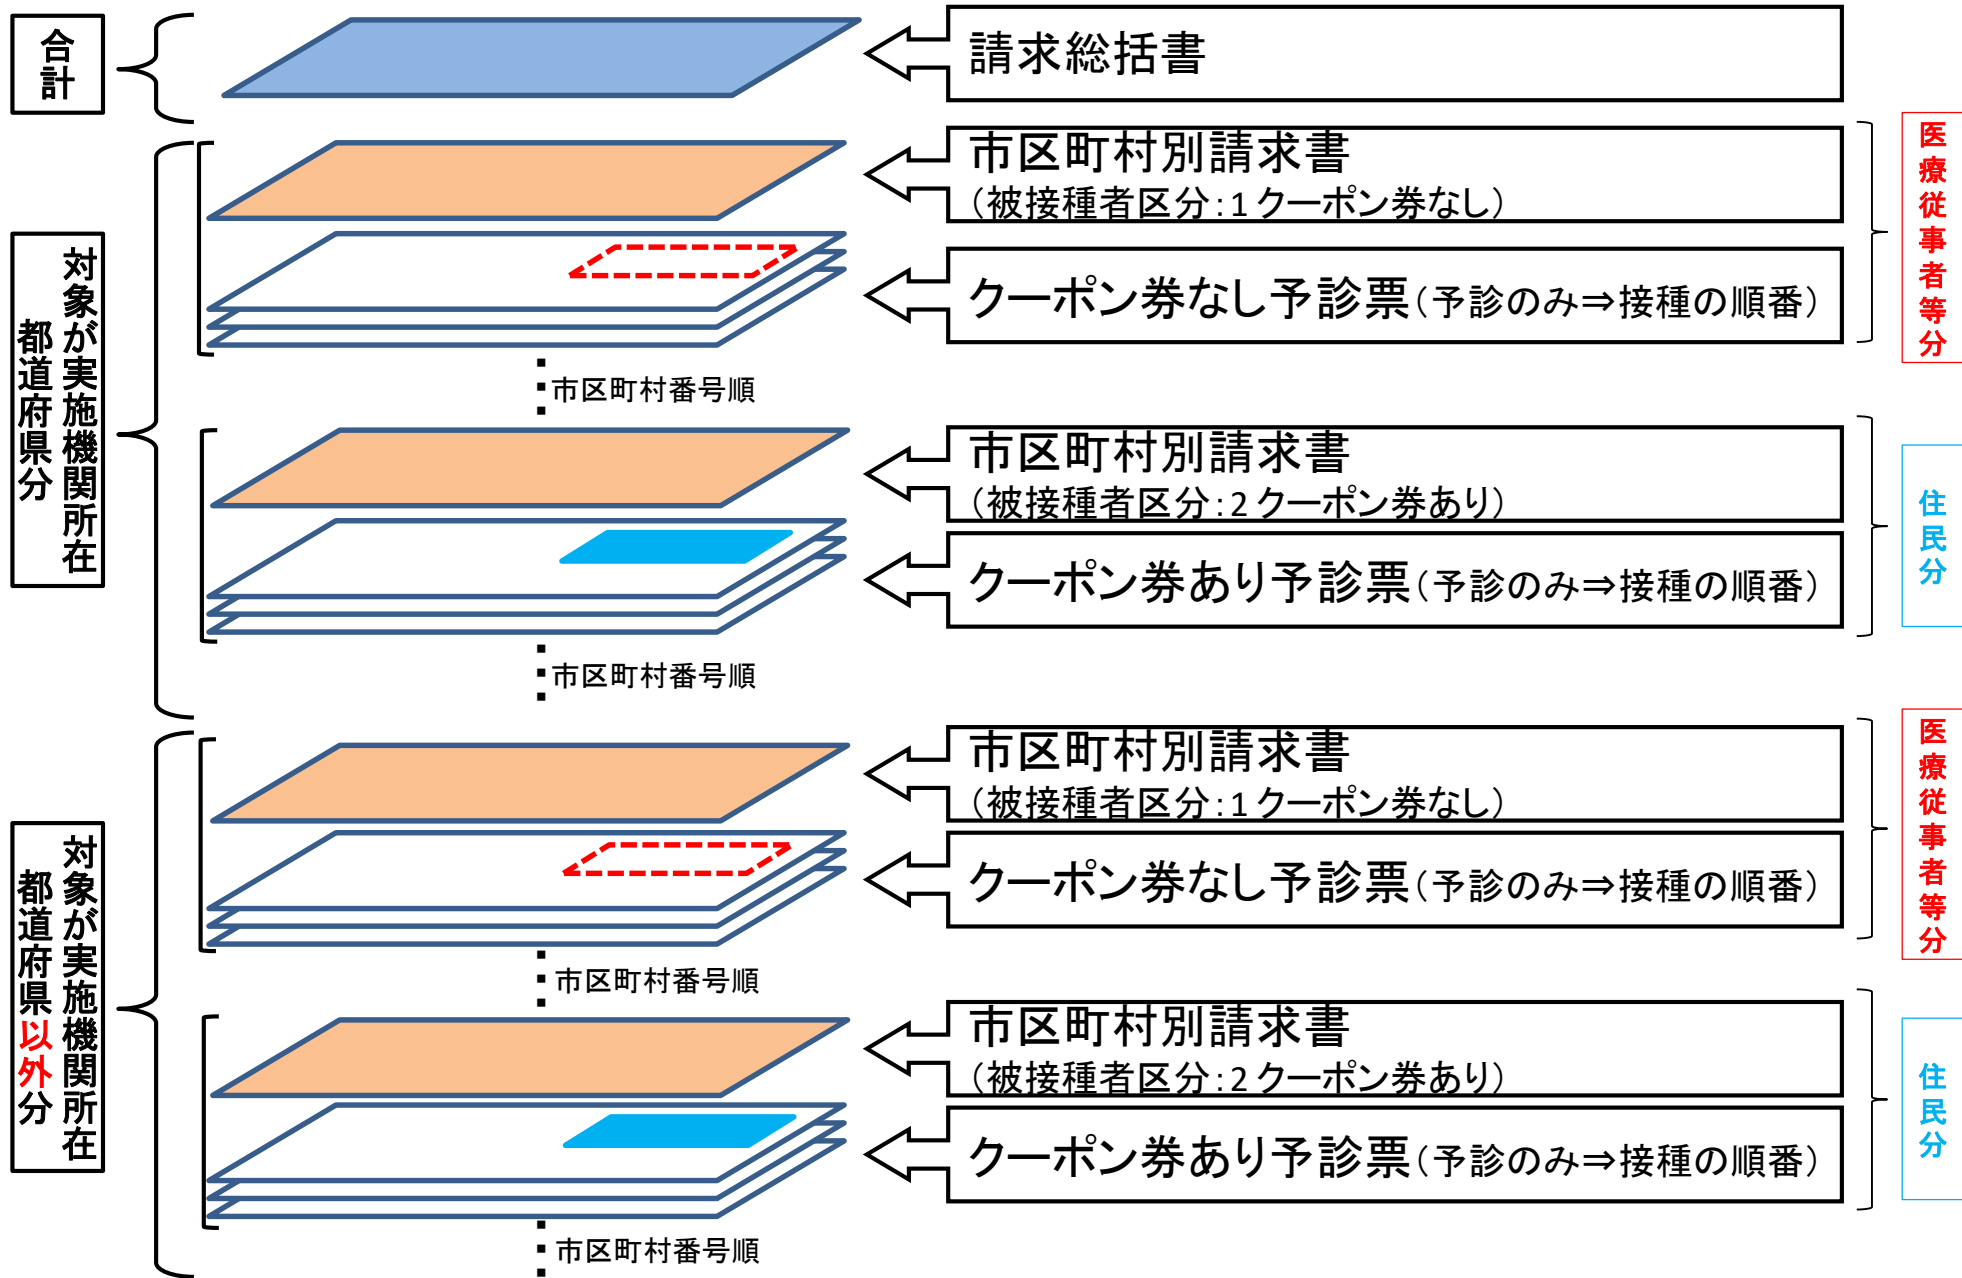 合計
請求総括書
対象が実施機関所在
都道府県分
市区町村別請求書
（被接種者区分：1 クーポン券なし）
クーポン券なし予診票（予診のみ⇒接種の順番）
医療従事者等分
市区町村番号順
市区町村別請求書
（被接種者区分：2 クーポン券あり）
クーポン券あり予診票（予診のみ⇒接種の順番）
住民分
市区町村番号順
対象が実施機関所在
都道府県以外分
市区町村別請求書
（被接種者区分：1 クーポン券なし）
クーポン券なし予診票（予診のみ⇒接種の順番）
医療従事者等分
市区町村番号順
市区町村別請求書
（被接種者区分：2 クーポン券あり）
クーポン券あり予診票（予診のみ⇒接種の順番）
住民分
市区町村番号順